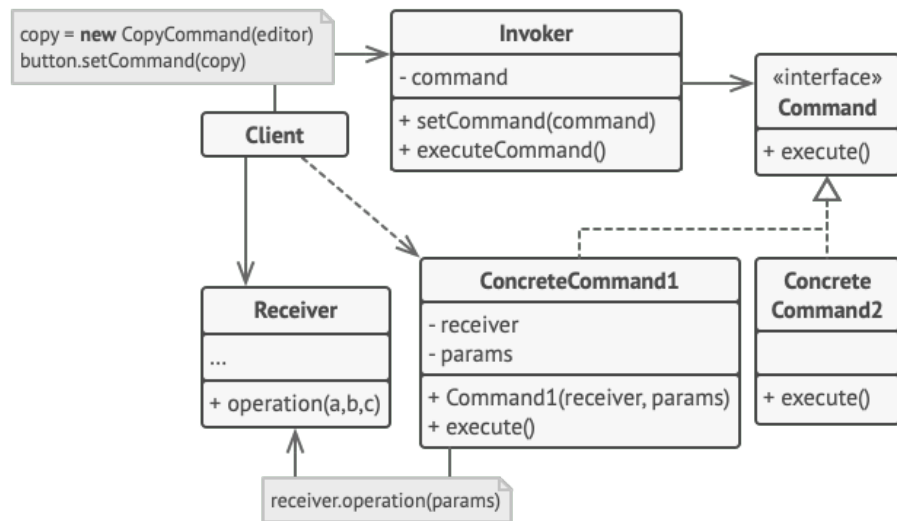 copy = new CopyCommand(editor)
button.setCommand(copy)
Client
Invoker
- command
+ setCommand(command)
+ executeCommand()
«interface»
Command
+ execute()
Receiver
...
+ operation(a,b,c)
ConcreteCommand1
- receiver
- params
+ Command1(receiver, params)
+ execute()
Concrete
Command2
+ execute()
receiver.operation(params)